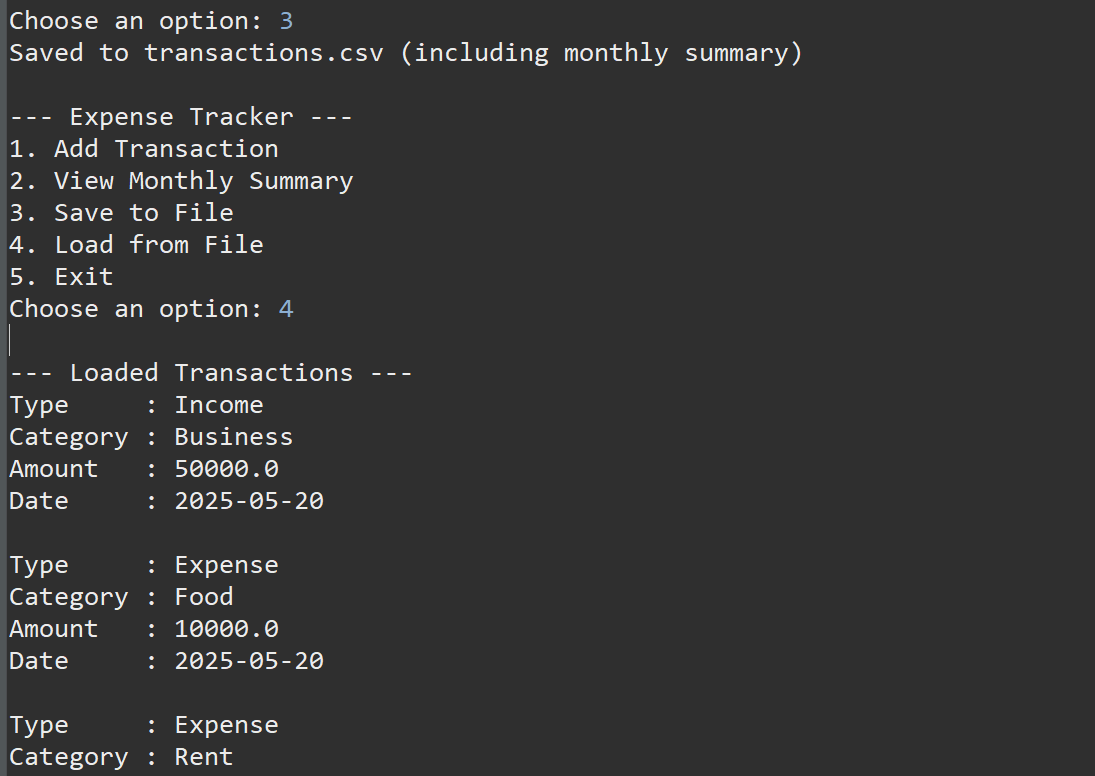 Choose an option: 3
Saved to transactions.csv (including monthly summary)
--- Expense Tracker ---
1. Add Transaction
2. View Monthly Summary
3. Save to File
4. Load from File
5. Exit
Choose an option: 4
--- Loaded Transactions ---
Type     : Income
Category : Business
Amount   : 50000.0
Date     : 2025-05-20
Type     : Expense
Category : Food
Amount   : 10000.0
Date     : 2025-05-20
Type     : Expense
Category : Rent